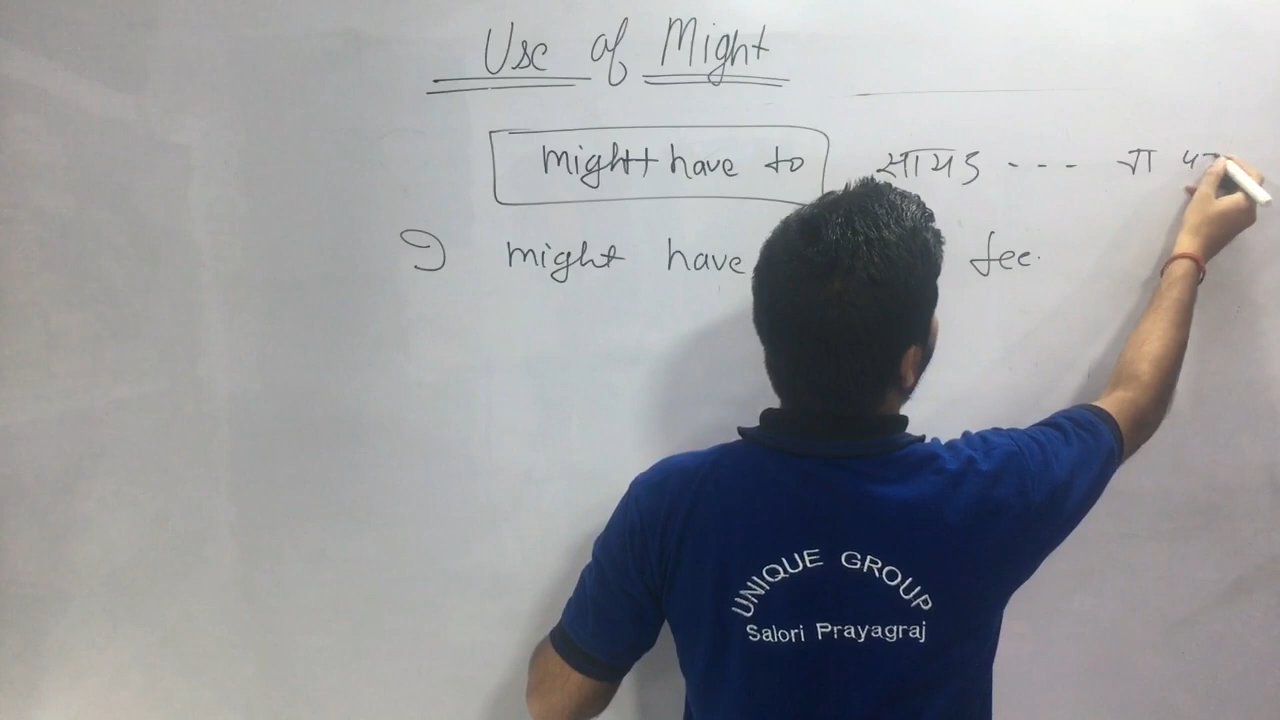 Use of Might
might have to सायद --- ना
I might have fee.
UNIQUE GROUP
Salori Prayagraj